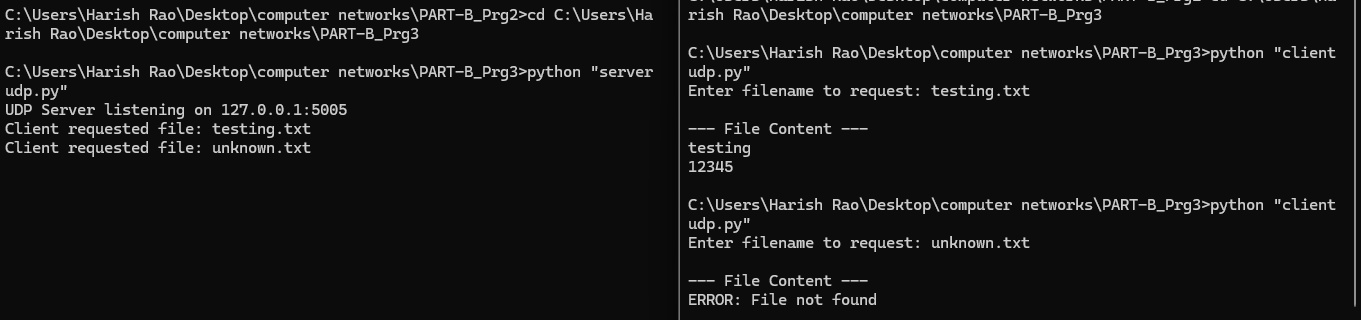 C:\Users\Harish Rao\Desktop\computer networks\PART-B_Prg2>cd C:\Users\Ha
rish Rao\Desktop\computer networks\PART-B_Prg3
C:\Users\Harish Rao\Desktop\computer networks\PART-B_Prg3>python "server
udp.py"
UDP Server listening on 127.0.0.1:5005
Client requested file: testing.txt
Client requested file: unknown.txt
rish Rao\Desktop\computer networks\PART-B_Prg3
C:\Users\Harish Rao\Desktop\computer networks\PART-B_Prg3>python "client
udp.py"
Enter filename to request: testing.txt
--- File Content ---
testing
12345
C:\Users\Harish Rao\Desktop\computer networks\PART-B_Prg3>python "client
udp.py"
Enter filename to request: unknown.txt
--- File Content ---
ERROR: File not found